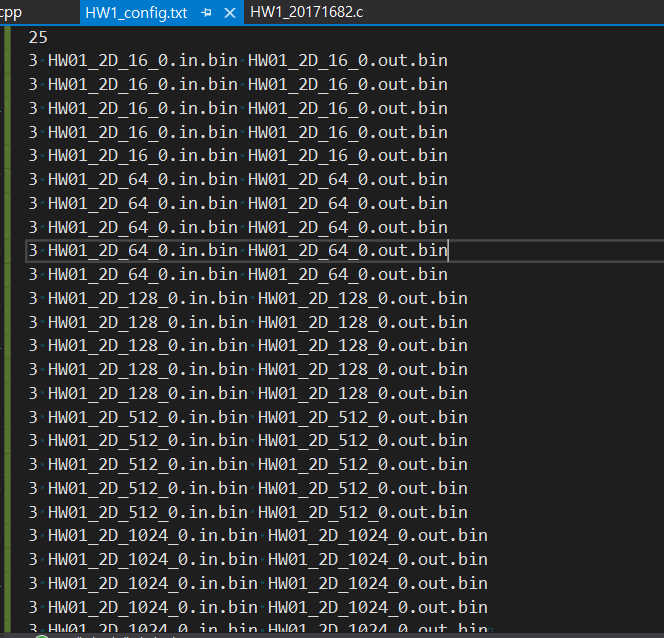 cpp HW1_config.txt HW1_20171682.c
25
3 HW01_2D_16_0.in.bin HW01_2D_16_0.out.bin
3 HW01_2D_16_0.in.bin HW01_2D_16_0.out.bin
3 HW01_2D_16_0.in.bin HW01_2D_16_0.out.bin
3 HW01_2D_16_0.in.bin HW01_2D_16_0.out.bin
3 HW01_2D_16_0.in.bin HW01_2D_16_0.out.bin
3 HW01_2D_64_0.in.bin HW01_2D_64_0.out.bin
3 HW01_2D_64_0.in.bin HW01_2D_64_0.out.bin
3 HW01_2D_64_0.in.bin HW01_2D_64_0.out.bin
3 HW01_2D_64_0.in.bin HW01_2D_64_0.out.bin
3 HW01_2D_64_0.in.bin HW01_2D_64_0.out.bin
3 HW01_2D_128_0.in.bin HW01_2D_128_0.out.bin
3 HW01_2D_128_0.in.bin HW01_2D_128_0.out.bin
3 HW01_2D_128_0.in.bin HW01_2D_128_0.out.bin
3 HW01_2D_128_0.in.bin HW01_2D_128_0.out.bin
3 HW01_2D_128_0.in.bin HW01_2D_128_0.out.bin
3 HW01_2D_512_0.in.bin HW01_2D_512_0.out.bin
3 HW01_2D_512_0.in.bin HW01_2D_512_0.out.bin
3 HW01_2D_512_0.in.bin HW01_2D_512_0.out.bin
3 HW01_2D_512_0.in.bin HW01_2D_512_0.out.bin
3 HW01_2D_512_0.in.bin HW01_2D_512_0.out.bin
3 HW01_2D_1024_0.in.bin HW01_2D_1024_0.out.bin
3 HW01_2D_1024_0.in.bin HW01_2D_1024_0.out.bin
3 HW01_2D_1024_0.in.bin HW01_2D_1024_0.out.bin
3 HW01_2D_1024_0.in.bin HW01_2D_1024_0.out.bin
3 HW01_2D_1024_0.in.bin HW01_2D_1024_0.out.bin